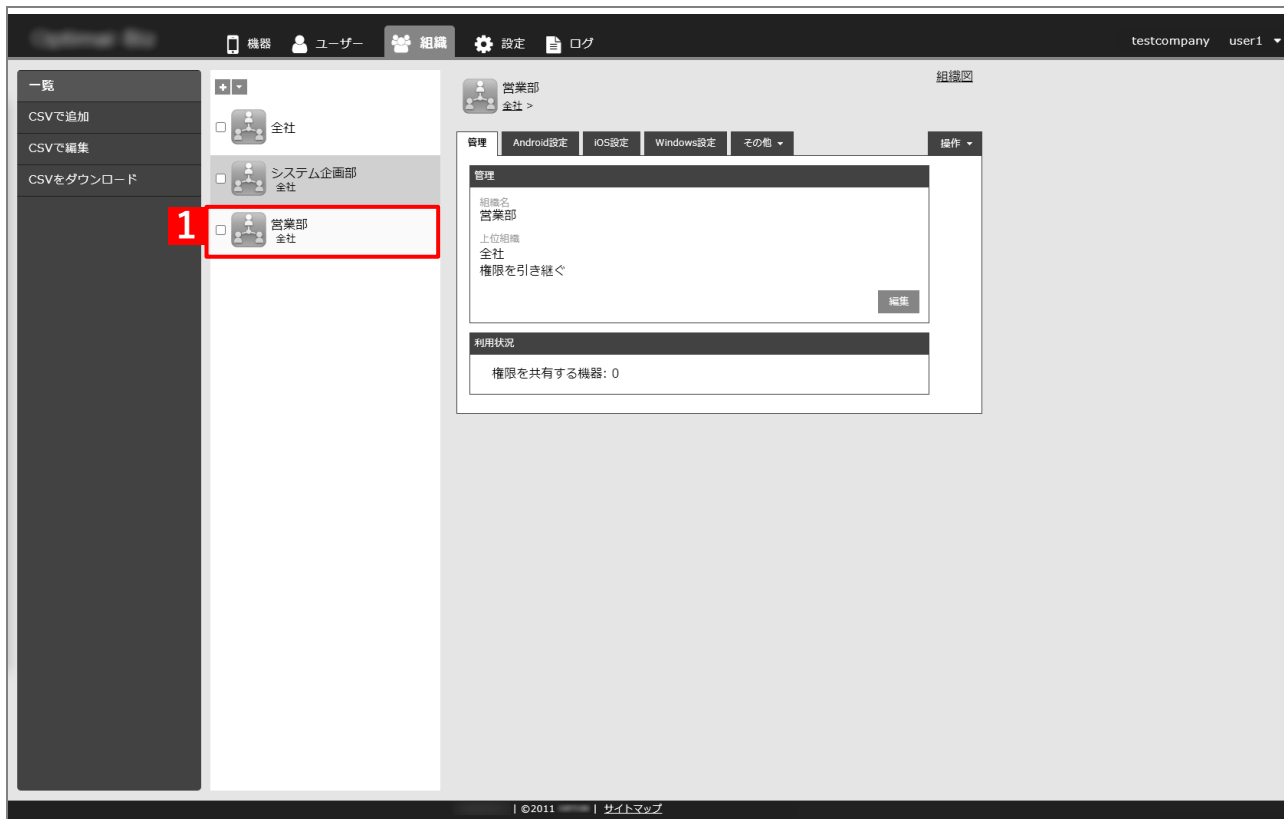 機器 ユーザー 組織 設定 ログ testcompany user1
一覧
CSVで追加
CSVで編集
CSVをダウンロード
全社
システム企画部
全社
1
営業部
全社
営業部
全社 >
組織図
管理 Android設定 iOS設定 Windows設定 その他 操作
管理
組織名
営業部
上位組織
全社
権限を引き継ぐ
編集
利用状況
権限を共有する機器: 0
| ©2011 | サイトマップ